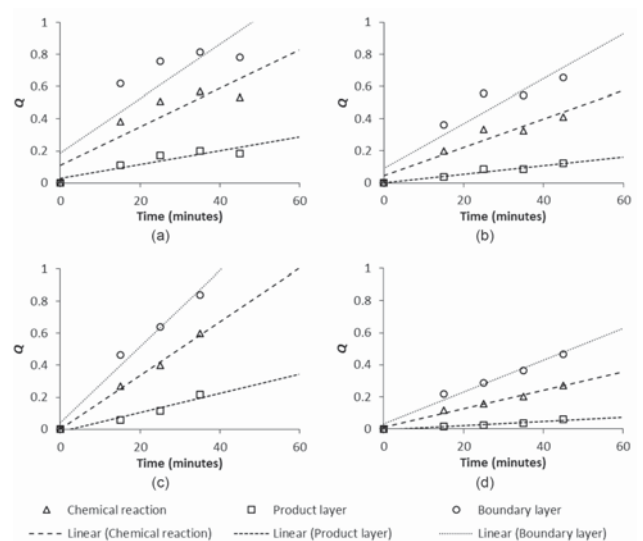 1
1
0.8
0.8
0.6
0.6
Q
Q
0.4
0.4
0.2
0.2
0
0
0 20 40 60
0 20 40 60
Time (minutes)
Time (minutes)
(a)
(b)
1
1
0.8
0.8
0.6
0.6
Q
Q
0.4
0.4
0.2
0.2
0
0
0 20 40 60
0 20 40 60
Time (minutes)
Time (minutes)
(c)
(d)
Chemical reaction Product layer Boundary layer
Linear (Chemical reaction) Linear (Product layer) Linear (Boundary layer)